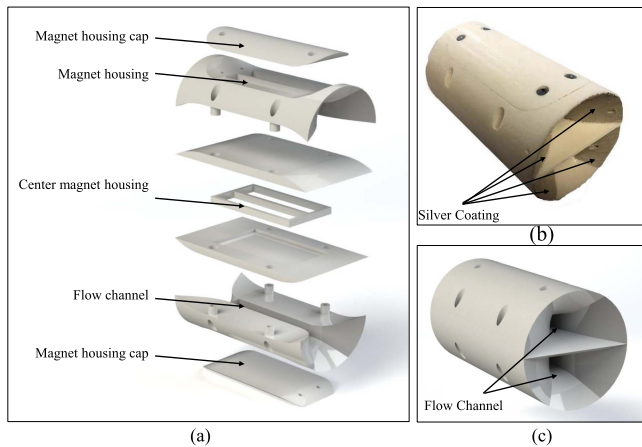 Magnet housing cap
Magnet housing
Center magnet housing
Flow channel
Magnet housing cap
(a)
Silver Coating
(b)
Flow Channel
(c)